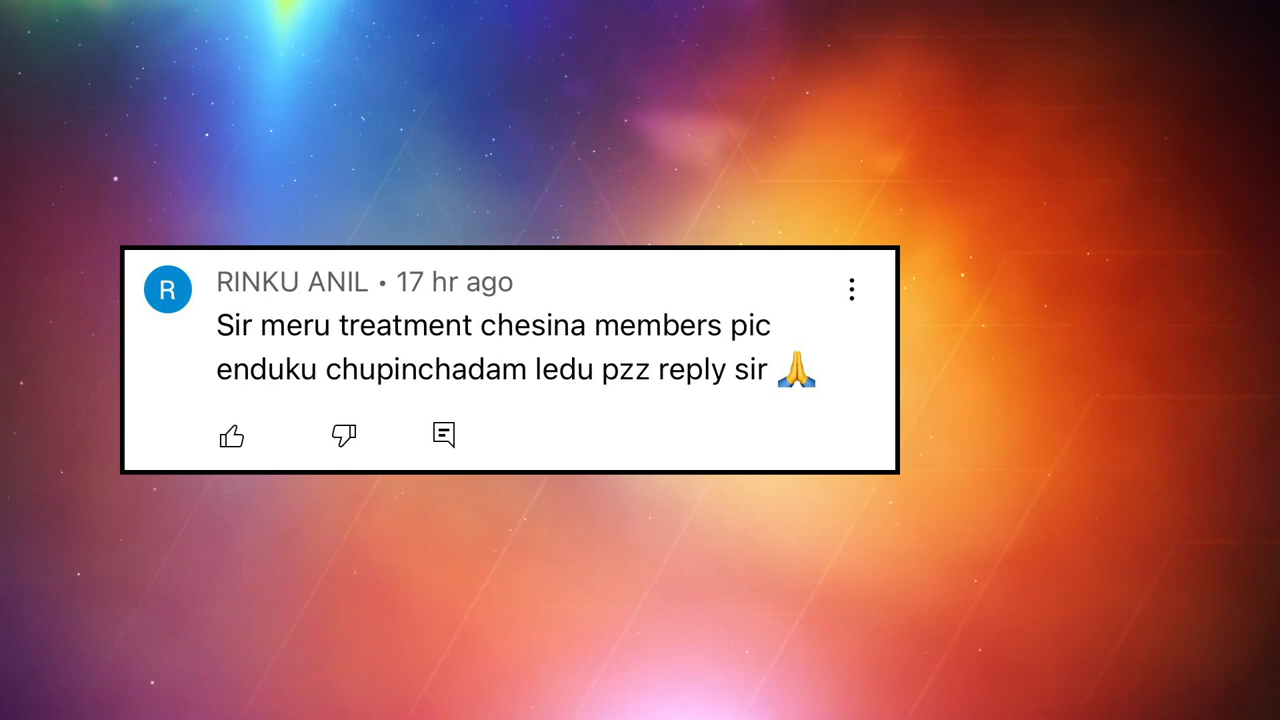 R
RINKU ANIL • 17 hr ago
Sir meru treatment chesina members pic
enduku chupinchadam ledu pzz reply sir 🙏